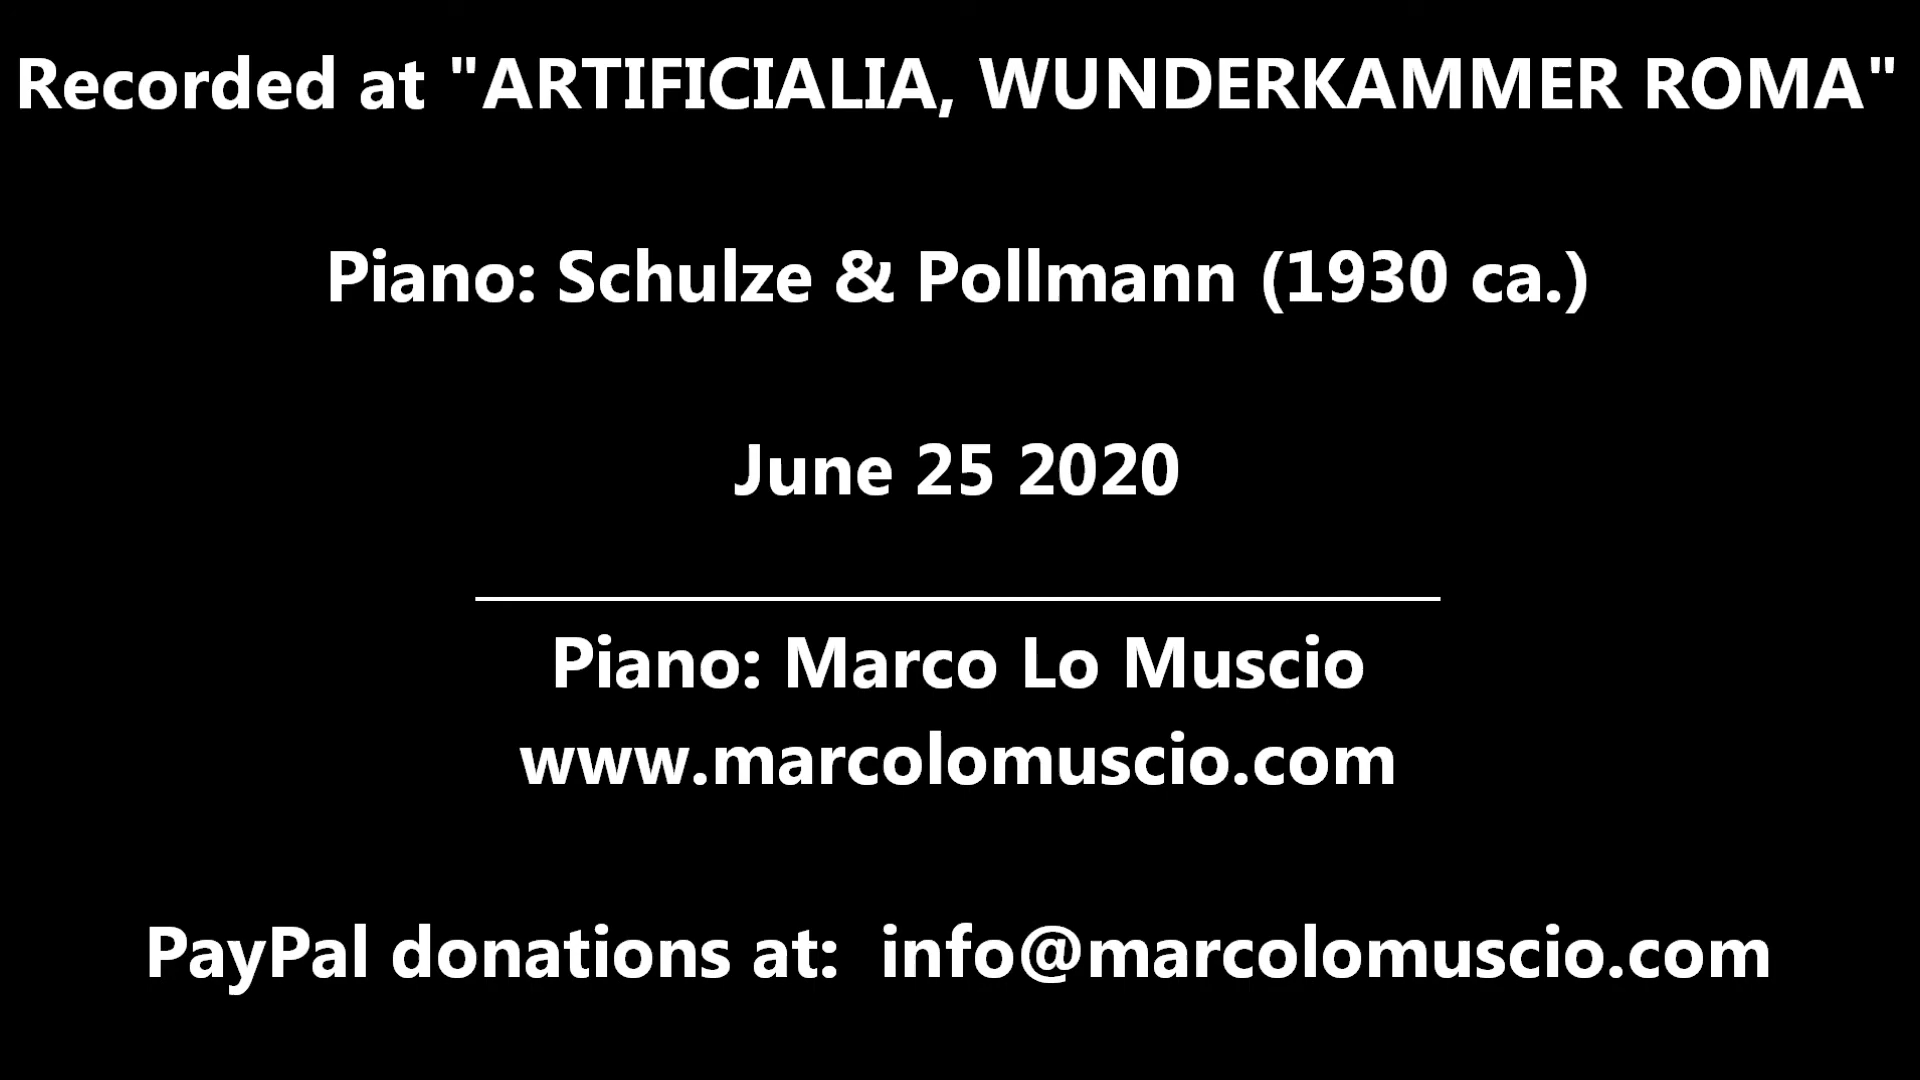 Recorded at "ARTIFICIALIA, WUNDERKAMMER ROMA"
Piano: Schulze & Pollmann (1930 ca.)
June 25 2020
Piano: Marco Lo Muscio
www.marcolomuscio.com
PayPal donations at:  info@marcolomuscio.com